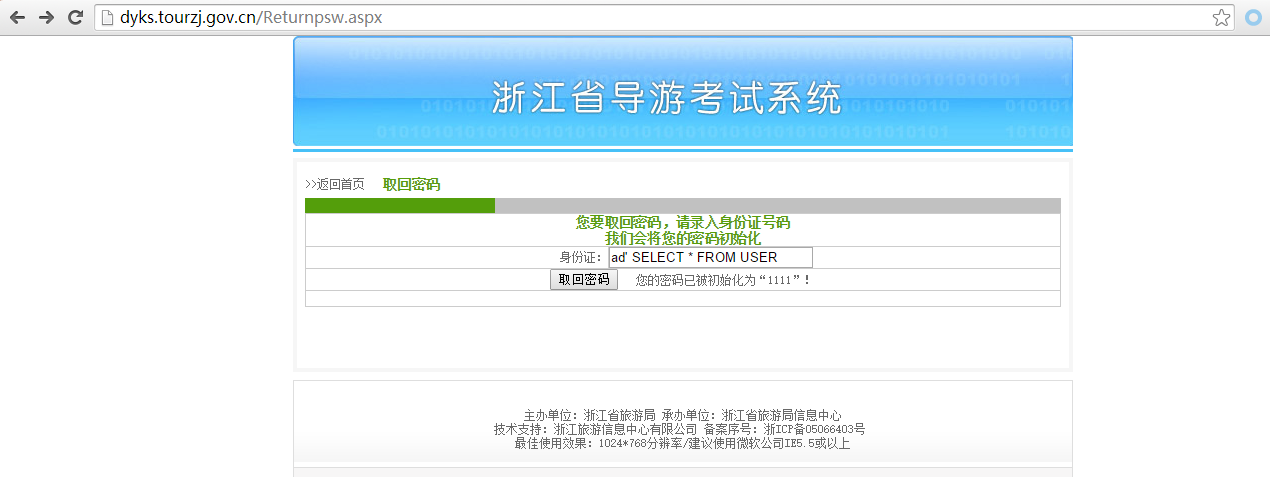 dyks.tourzj.gov.cn/Returnpsw.aspx
浙江省导游考试系统
>>返回首页 取回密码
您要取回密码，请录入身份证号码
我们会将您的密码初始化
身份证： ad' SELECT * FROM USER
取回密码 您的密码已被初始化为“1111”！
主办单位：浙江省旅游局 承办单位：浙江省旅游局信息中心
技术支持：浙江旅游信息中心有限公司 备案序号：浙ICP备05066403号
最佳使用效果：1024*768分辨率/建议使用微软公司IE5.5或以上